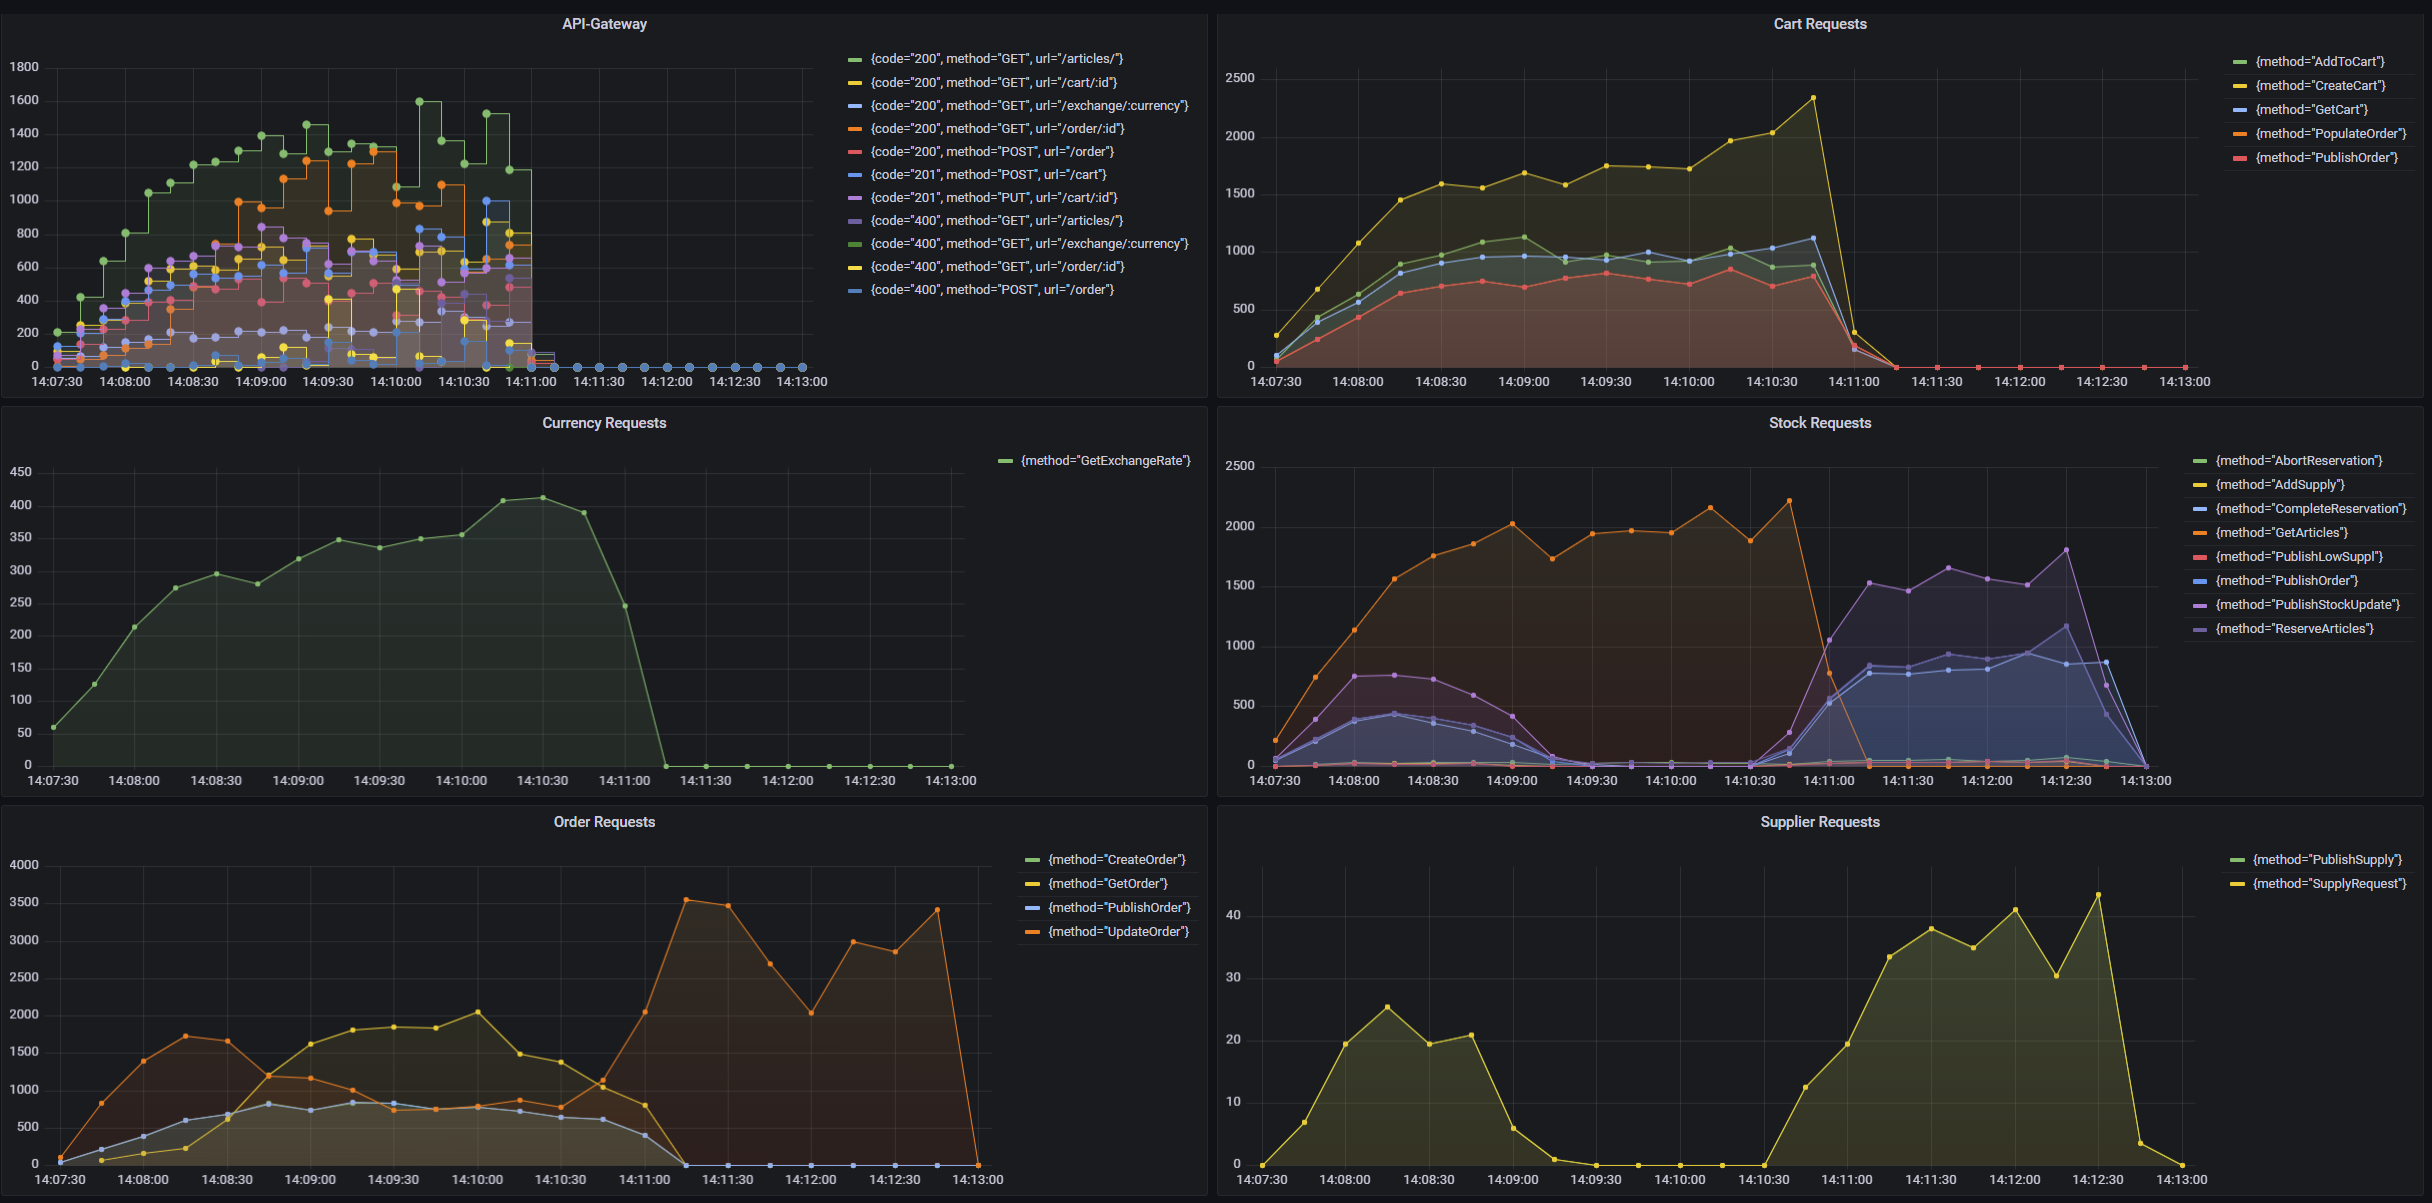 API-Gateway
1800
1600
1400
1200
1000
800
600
400
200
0
14:07:30 14:08:00 14:08:30 14:09:00 14:09:30 14:10:00 14:10:30 14:11:00 14:11:30 14:12:00 14:12:30 14:13:00
{code="200", method="GET", url="/articles/"}
{code="200", method="GET", url="/cart/:id"}
{code="200", method="GET", url="/exchange/:currency"}
{code="200", method="GET", url="/order/:id"}
{code="200", method="POST", url="/order"}
{code="201", method="POST", url="/cart"}
{code="201", method="PUT", url="/cart/:id"}
{code="400", method="GET", url="/articles/"}
{code="400", method="GET", url="/exchange/:currency"}
{code="400", method="GET", url="/order/:id"}
{code="400", method="POST", url="/order"}
Cart Requests
2500
2000
1500
1000
500
0
14:07:30 14:08:00 14:08:30 14:09:00 14:09:30 14:10:00 14:10:30 14:11:00 14:11:30 14:12:00 14:12:30 14:13:00
{method="AddToCart"}
{method="CreateCart"}
{method="GetCart"}
{method="PopulateOrder"}
{method="PublishOrder"}
Currency Requests
450
400
350
300
250
200
150
100
50
0
14:07:30 14:08:00 14:08:30 14:09:00 14:09:30 14:10:00 14:10:30 14:11:00 14:11:30 14:12:00 14:12:30 14:13:00
{method="GetExchangeRate"}
Stock Requests
2500
2000
1500
1000
500
0
14:07:30 14:08:00 14:08:30 14:09:00 14:09:30 14:10:00 14:10:30 14:11:00 14:11:30 14:12:00 14:12:30 14:13:00
{method="AbortReservation"}
{method="AddSupply"}
{method="CompleteReservation"}
{method="GetArticles"}
{method="PublishLowSuppl"}
{method="PublishOrder"}
{method="PublishStockUpdate"}
{method="ReserveArticles"}
Order Requests
4000
3500
3000
2500
2000
1500
1000
500
0
14:07:30 14:08:00 14:08:30 14:09:00 14:09:30 14:10:00 14:10:30 14:11:00 14:11:30 14:12:00 14:12:30 14:13:00
{method="CreateOrder"}
{method="GetOrder"}
{method="PublishOrder"}
{method="UpdateOrder"}
Supplier Requests
40
30
20
10
0
14:07:30 14:08:00 14:08:30 14:09:00 14:09:30 14:10:00 14:10:30 14:11:00 14:11:30 14:12:00 14:12:30 14:13:00
{method="PublishSupply"}
{method="SupplyRequest"}